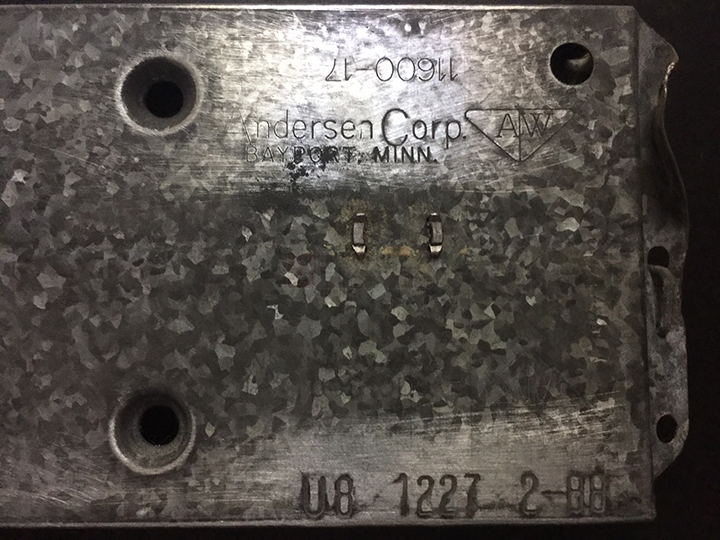 11600-17
Andersen Corp. AW
BAYPORT, MINN.
U8 1227 2-88